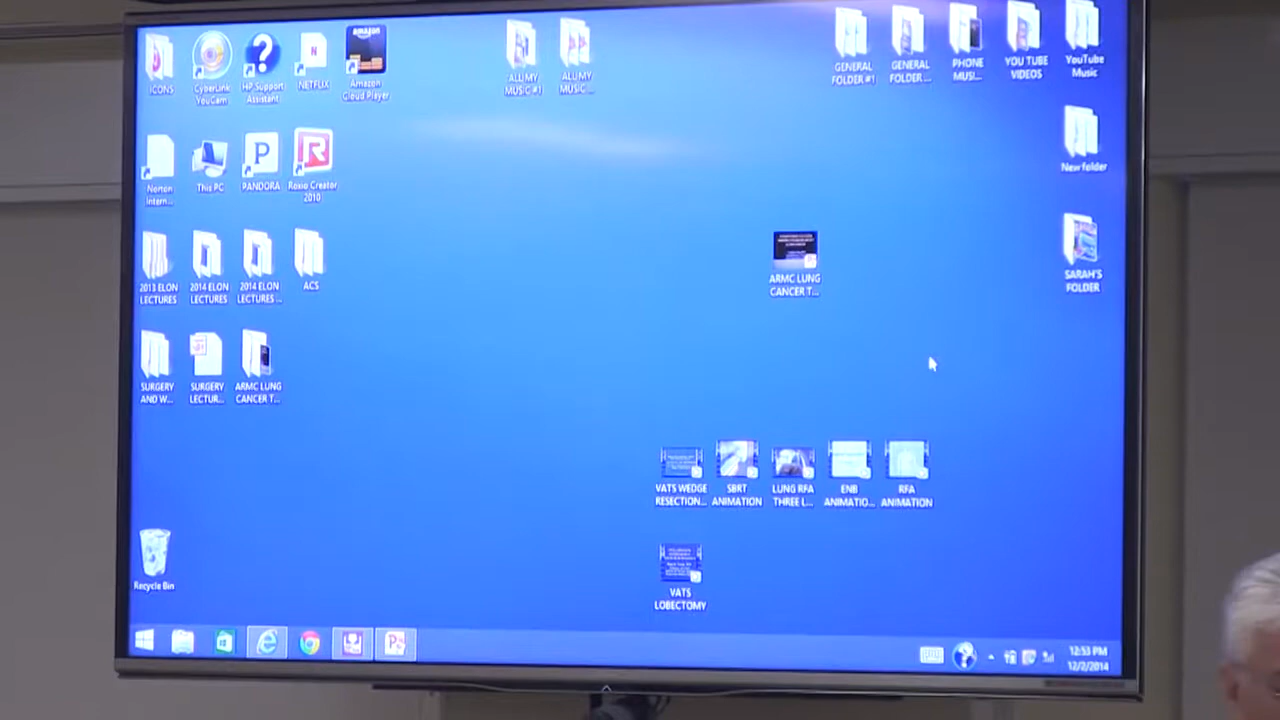 ICONS
CyberLink
YouCam
HP Support
Assistant
NETFLIX
amazon
Amazon
Cloud Player
ALL MY
MUSIC #1
ALL MY
MUSIC ...
GENERAL
FOLDER #1
GENERAL
FOLDER ...
PHONE
MUSI...
YOU TUBE
VIDEOS
YouTube
Music
Norton
Intern...
This PC
P
PANDORA
R
Roxio Creator
2010
New folder
2013 ELON
LECTURES
2014 ELON
LECTURES
2014 ELON
LECTURES ...
ACS
ARMC LUNG
CANCER T...
SARAH'S
FOLDER
SURGERY
AND W...
SURGERY
LECTUR...
ARMC LUNG
CANCER T...
VATS WEDGE
RESECTION...
SBRT
ANIMATION
LUNG RFA
THREE L...
ENB
ANIMATIO...
RFA
ANIMATION
Recycle Bin
VATS
LOBECTOMY
12:53 PM
12/2/2014